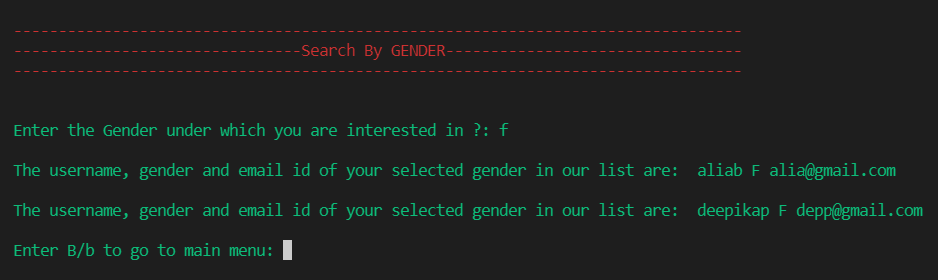 ---------------------------------------------------------------------------------
--------------------------------Search By GENDER---------------------------------
---------------------------------------------------------------------------------
Enter the Gender under which you are interested in ?: f
The username, gender and email id of your selected gender in our list are:  aliab F alia@gmail.com
The username, gender and email id of your selected gender in our list are:  deepikap F depp@gmail.com
Enter B/b to go to main menu: